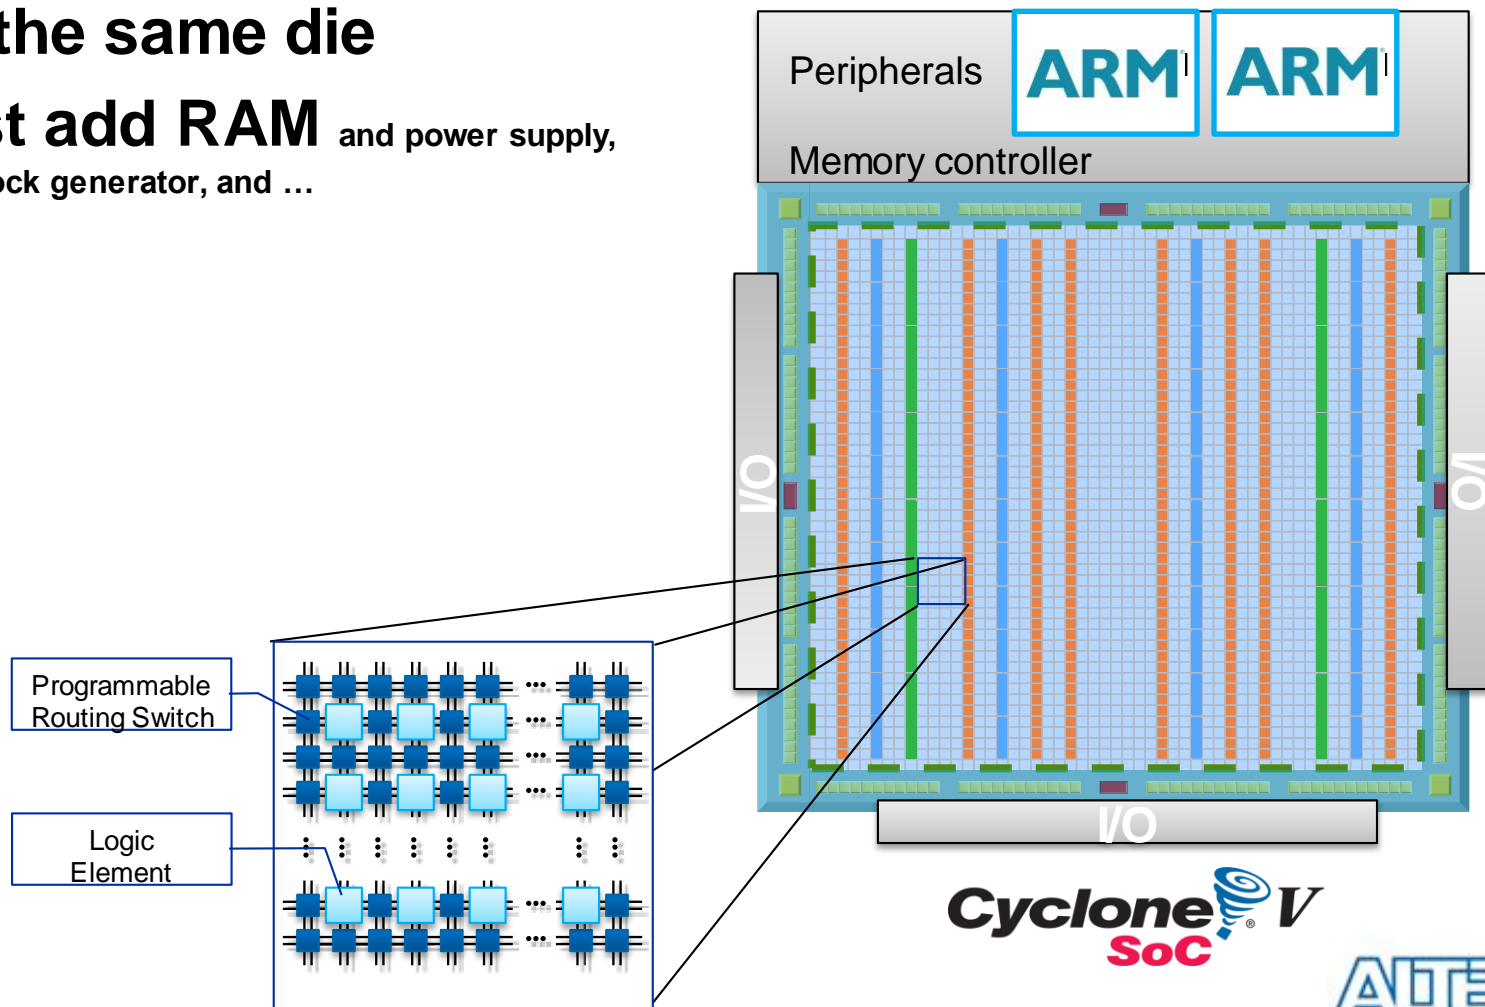 the same die
st add RAM and power supply,
ock generator, and …
Peripherals
ARM
ARM
Memory controller
I/O
I/O
I/O
Programmable
Routing Switch
Logic
Element
Cyclone V
SoC